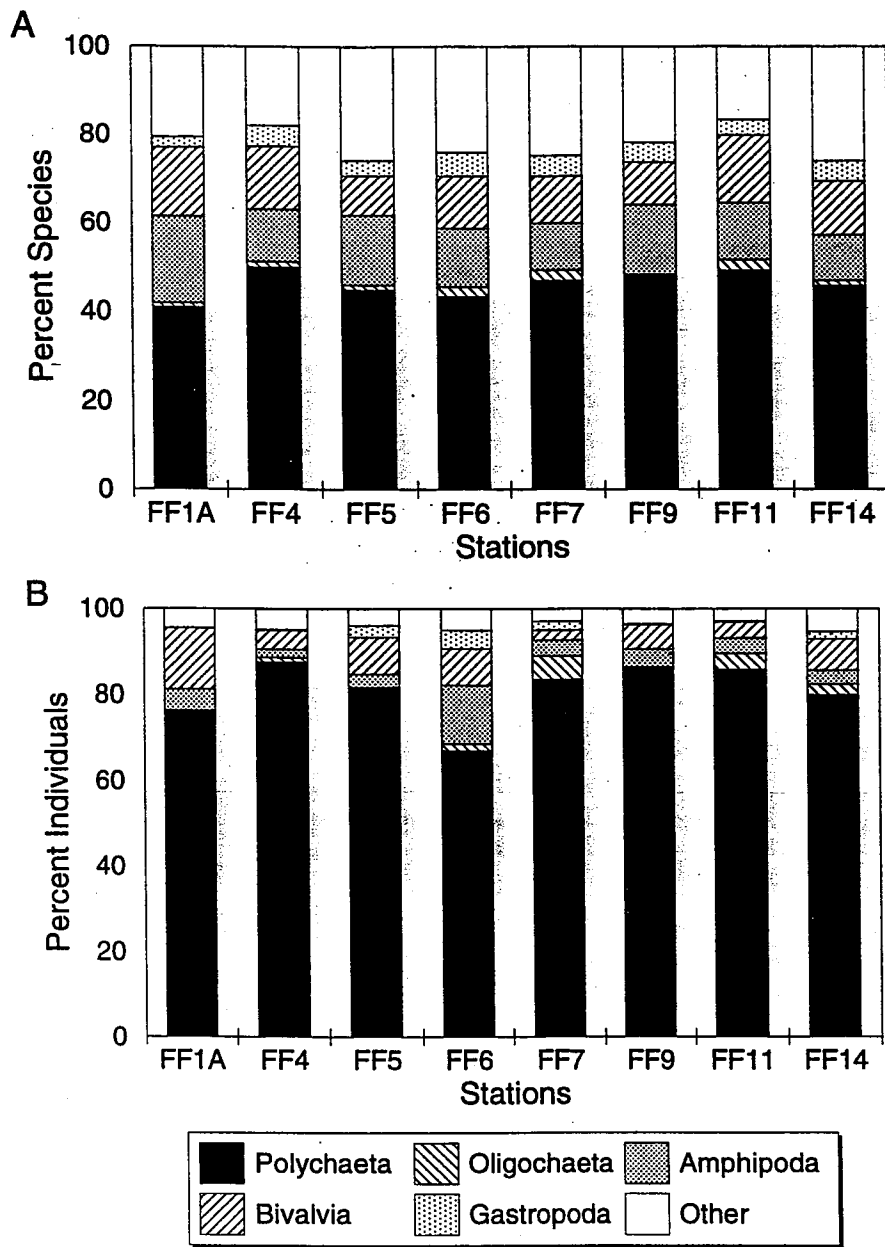 A
Percent Species
100
80
60
40
20
0
FF1A FF4 FF5 FF6 FF7 FF9 FF11 FF14
Stations
B
Percent Individuals
100
80
60
40
20
0
FF1A FF4 FF5 FF6 FF7 FF9 FF11 FF14
Stations
Polychaeta Oligochaeta Amphipoda
Bivalvia Gastropoda Other